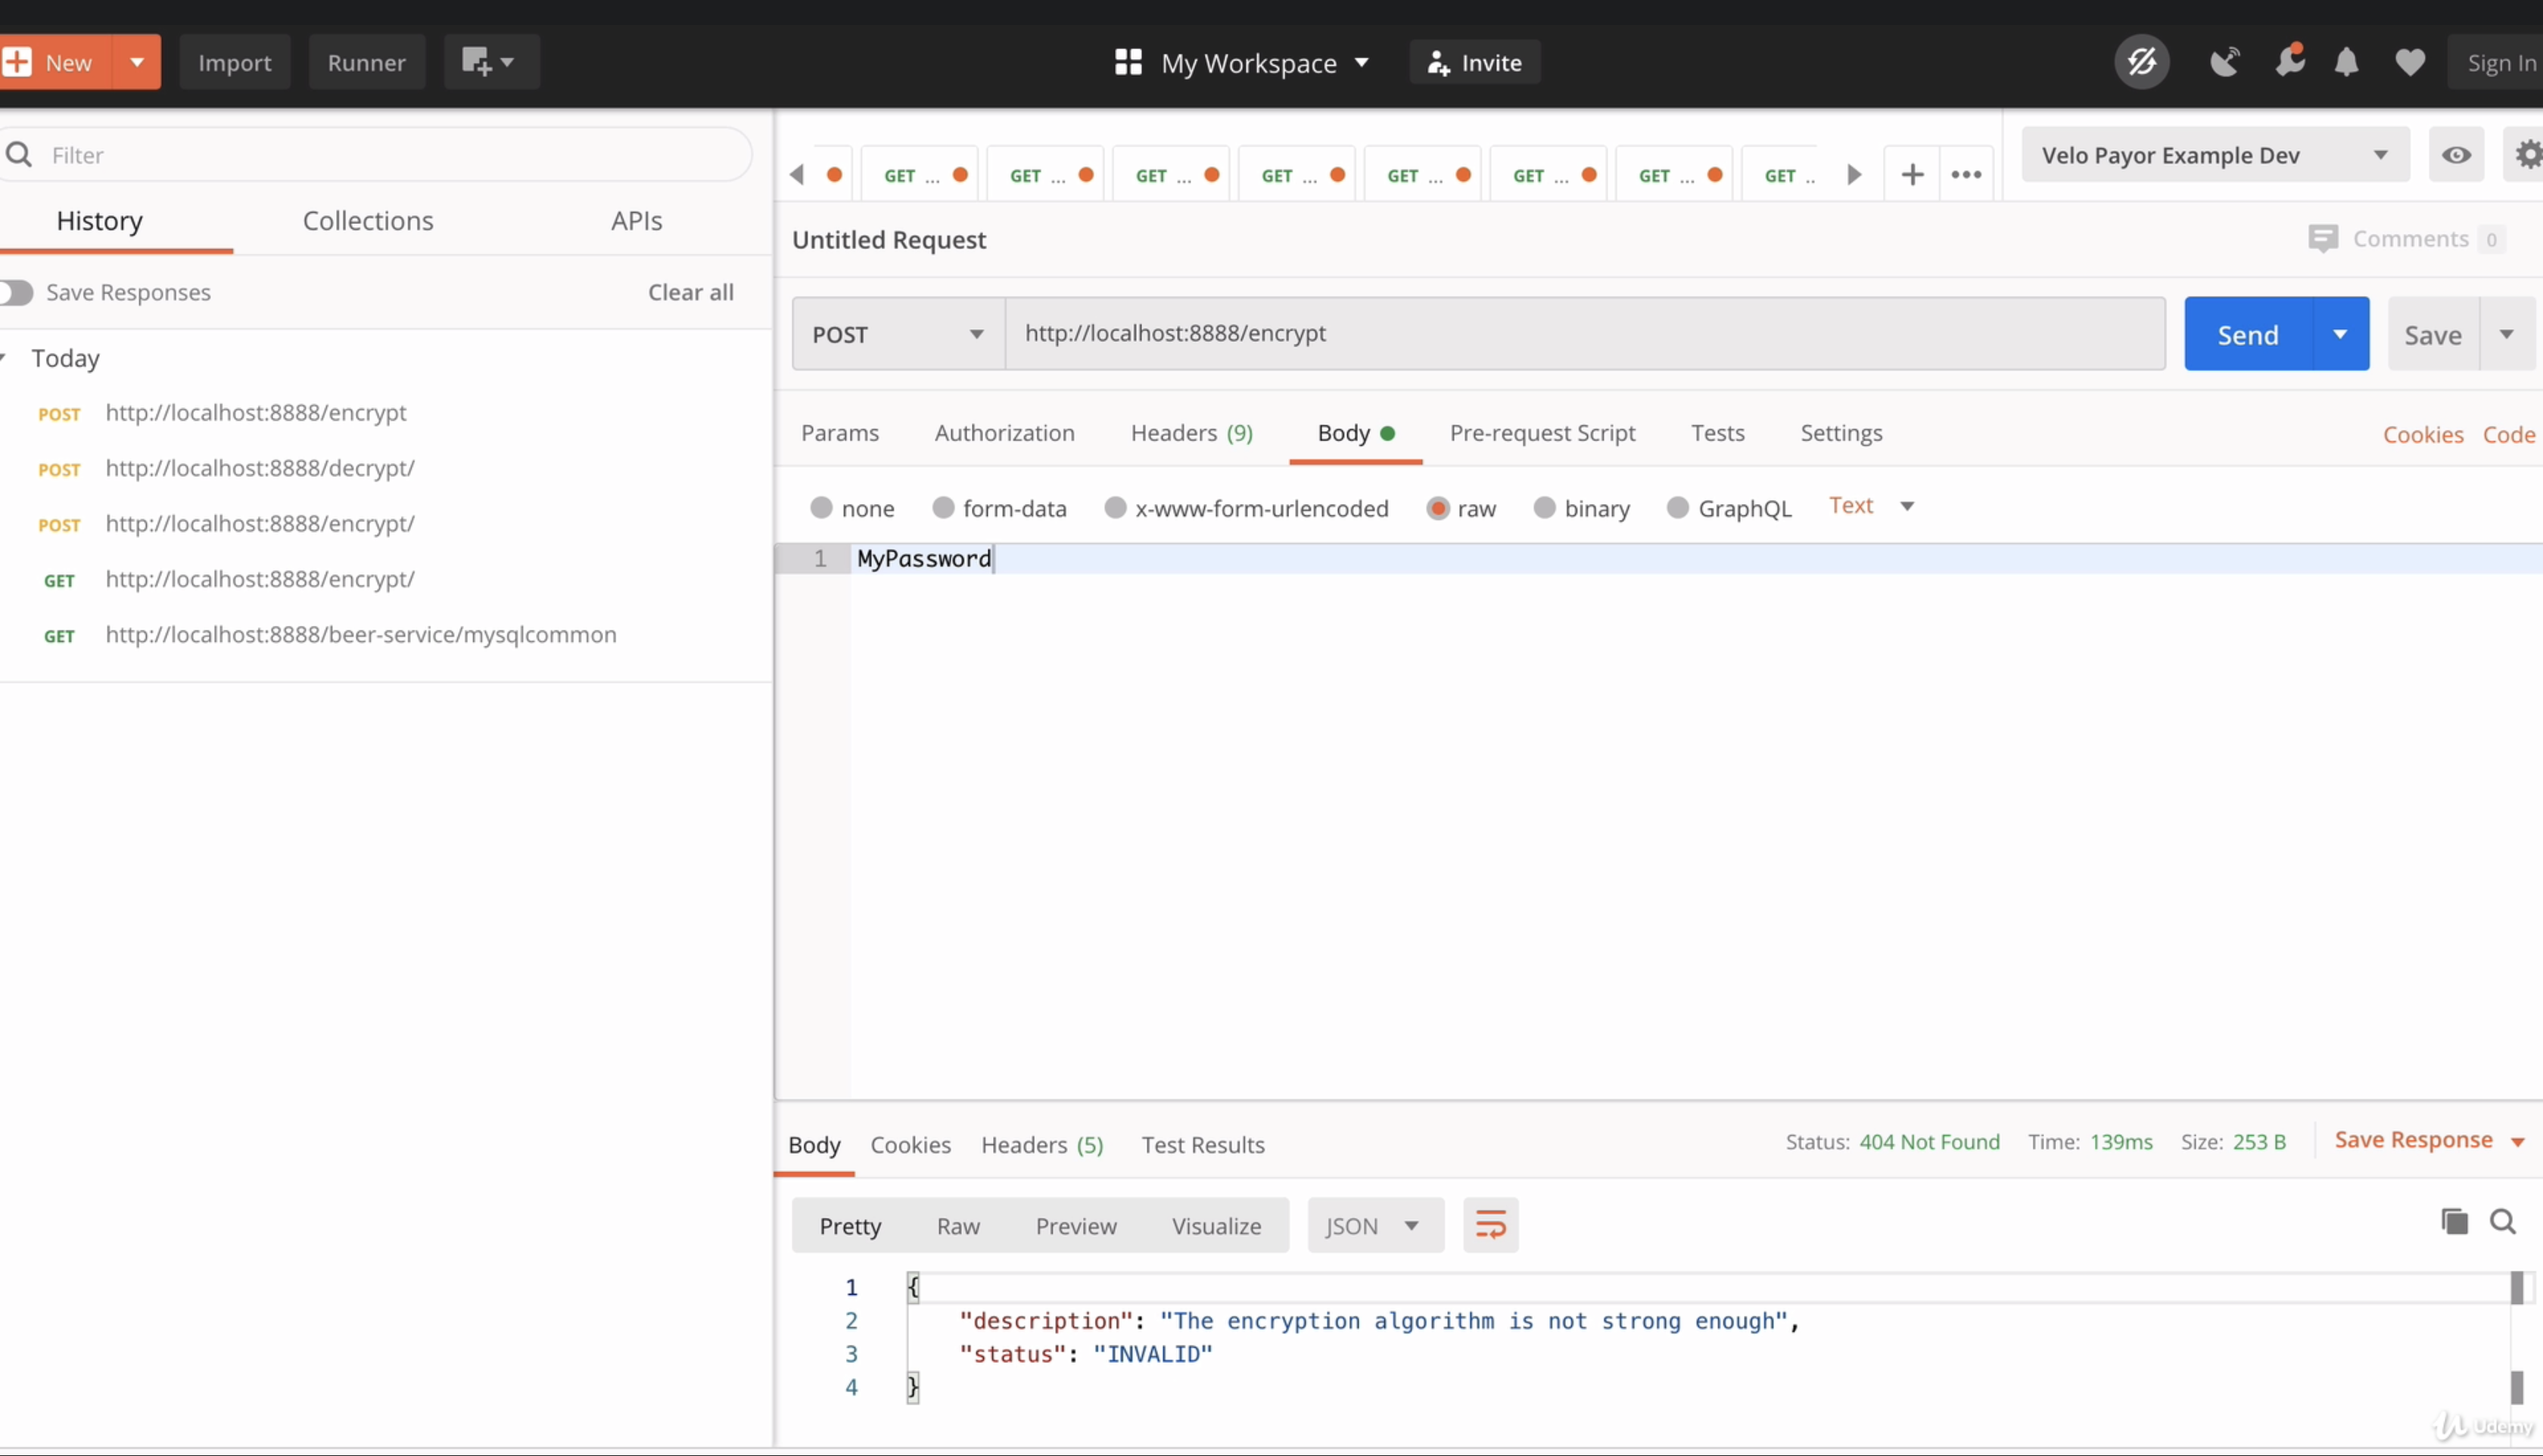 New
Import
Runner
My Workspace
Invite
Sign In
Filter
History Collections APIs
Save Responses Clear all
Today
POST http://localhost:8888/encrypt
POST http://localhost:8888/decrypt/
POST http://localhost:8888/encrypt/
GET http://localhost:8888/encrypt/
GET http://localhost:8888/beer-service/mysqlcommon
GET ... GET ... GET ... GET ... GET ... GET ... GET ... GET ..
Velo Payor Example Dev
Untitled Request
Comments 0
POST http://localhost:8888/encrypt
Send
Save
Params Authorization Headers (9) Body Pre-request Script Tests Settings Cookies Code
none form-data x-www-form-urlencoded raw binary GraphQL Text
1 MyPassword
Body Cookies Headers (5) Test Results Status: 404 Not Found Time: 139ms Size: 253 B Save Response
Pretty Raw Preview Visualize JSON
1 {
2 "description": "The encryption algorithm is not strong enough",
3 "status": "INVALID"
4 }
Udemy